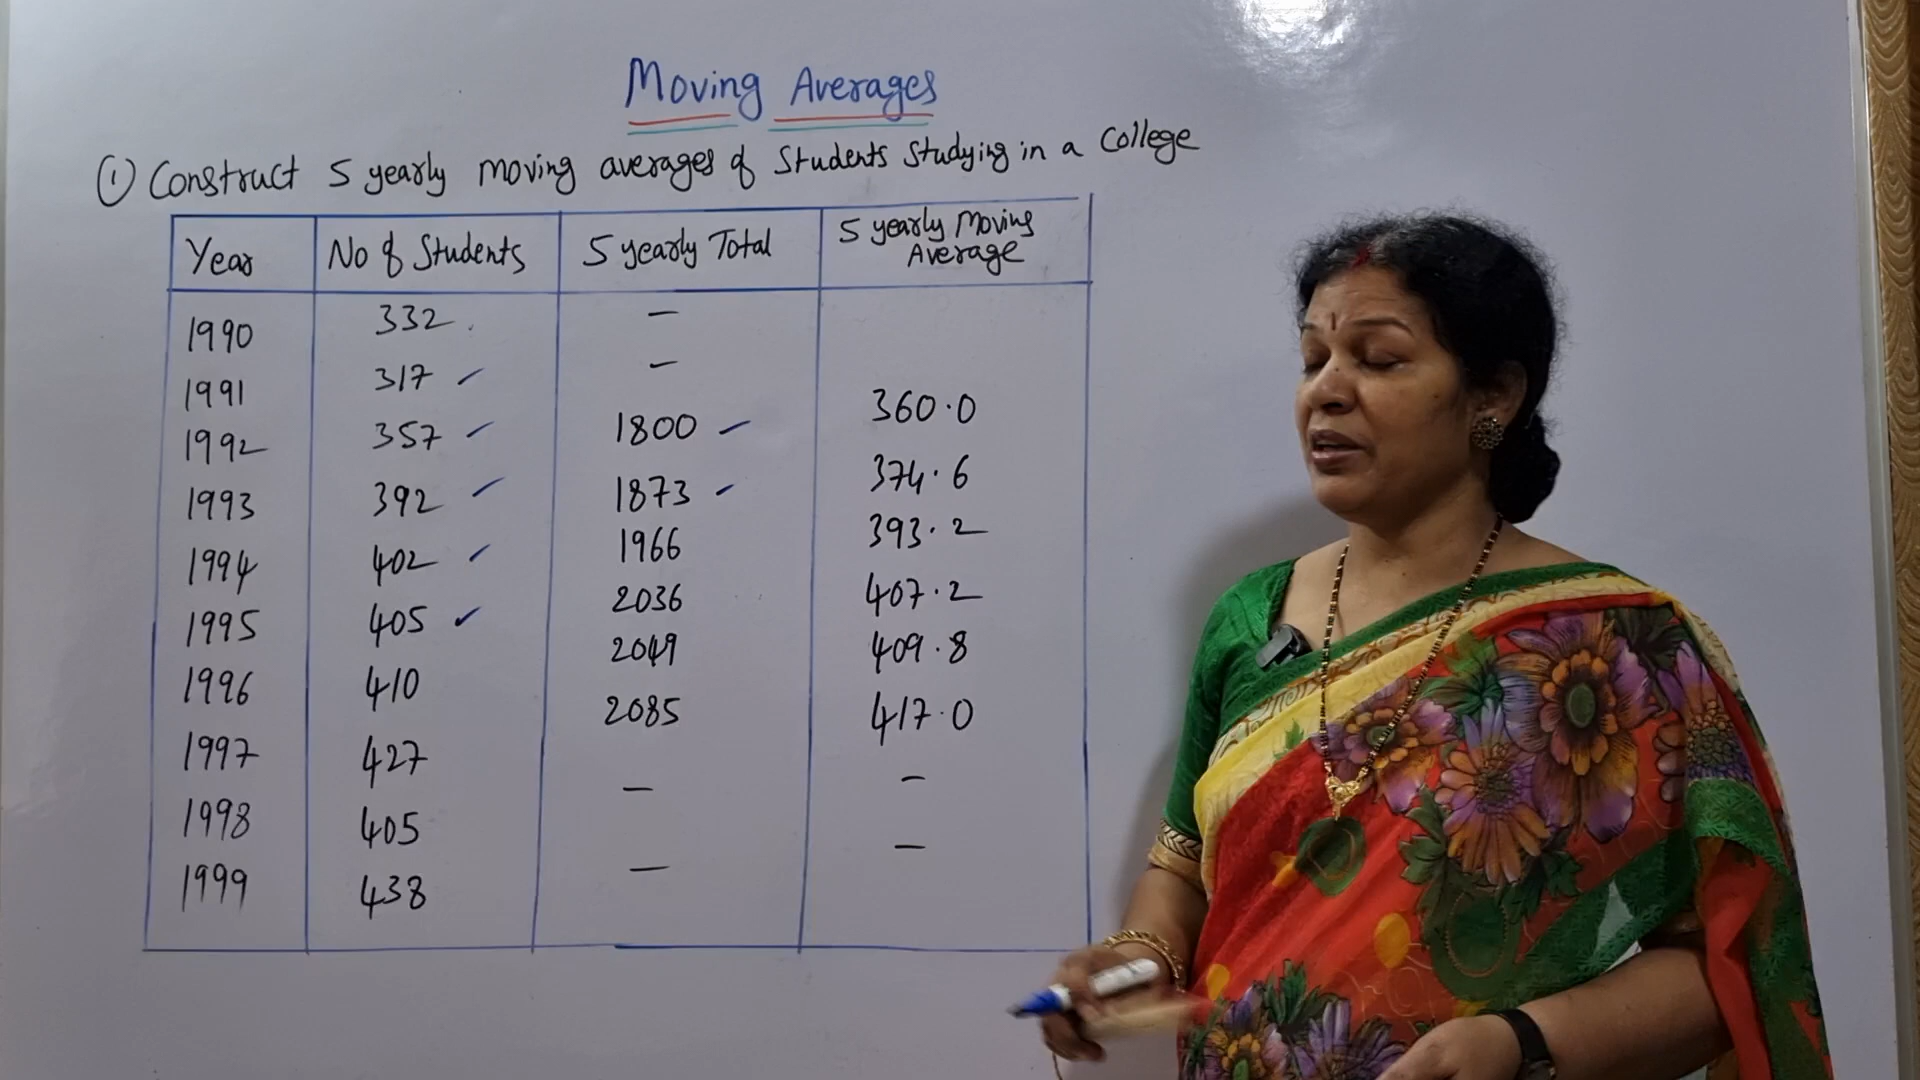 Moving Averages
① Construct 5 yearly moving averages of Students Studying in a College
Year No of Students 5 yearly Total 5 yearly Moving Average
1990 332 –
1991 317 –
1992 357 1800 360.0
1993 392 1873 374.6
1994 402 1966 393.2
1995 405 2036 407.2
1996 410 2049 409.8
1997 427 2085 417.0
1998 405 – –
1999 438 – –